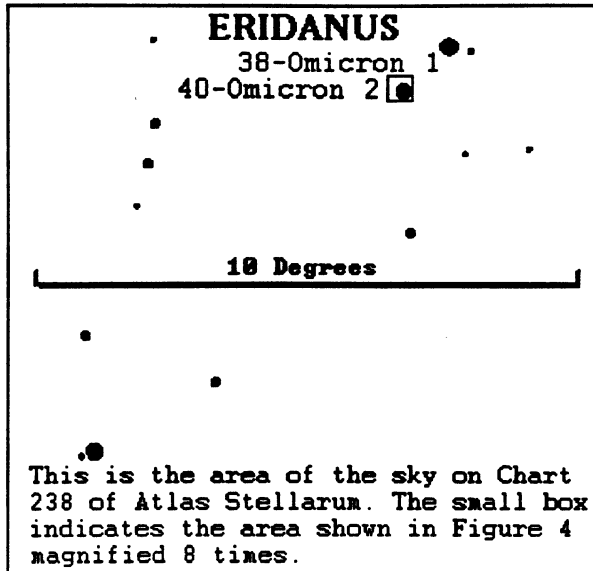 ERIDANUS
38-Omicron 1
40-Omicron 2
10 Degrees
This is the area of the sky on Chart
238 of Atlas Stellarum. The small box
indicates the area shown in Figure 4
magnified 8 times.